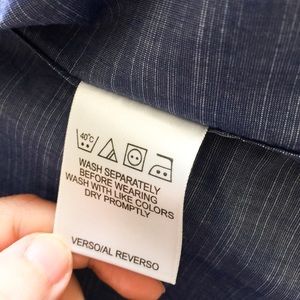 40°C
WASH SEPARATELY
BEFORE WEARING
WASH WITH LIKE COLORS
DRY PROMPTLY
VERSO/AL REVERSO